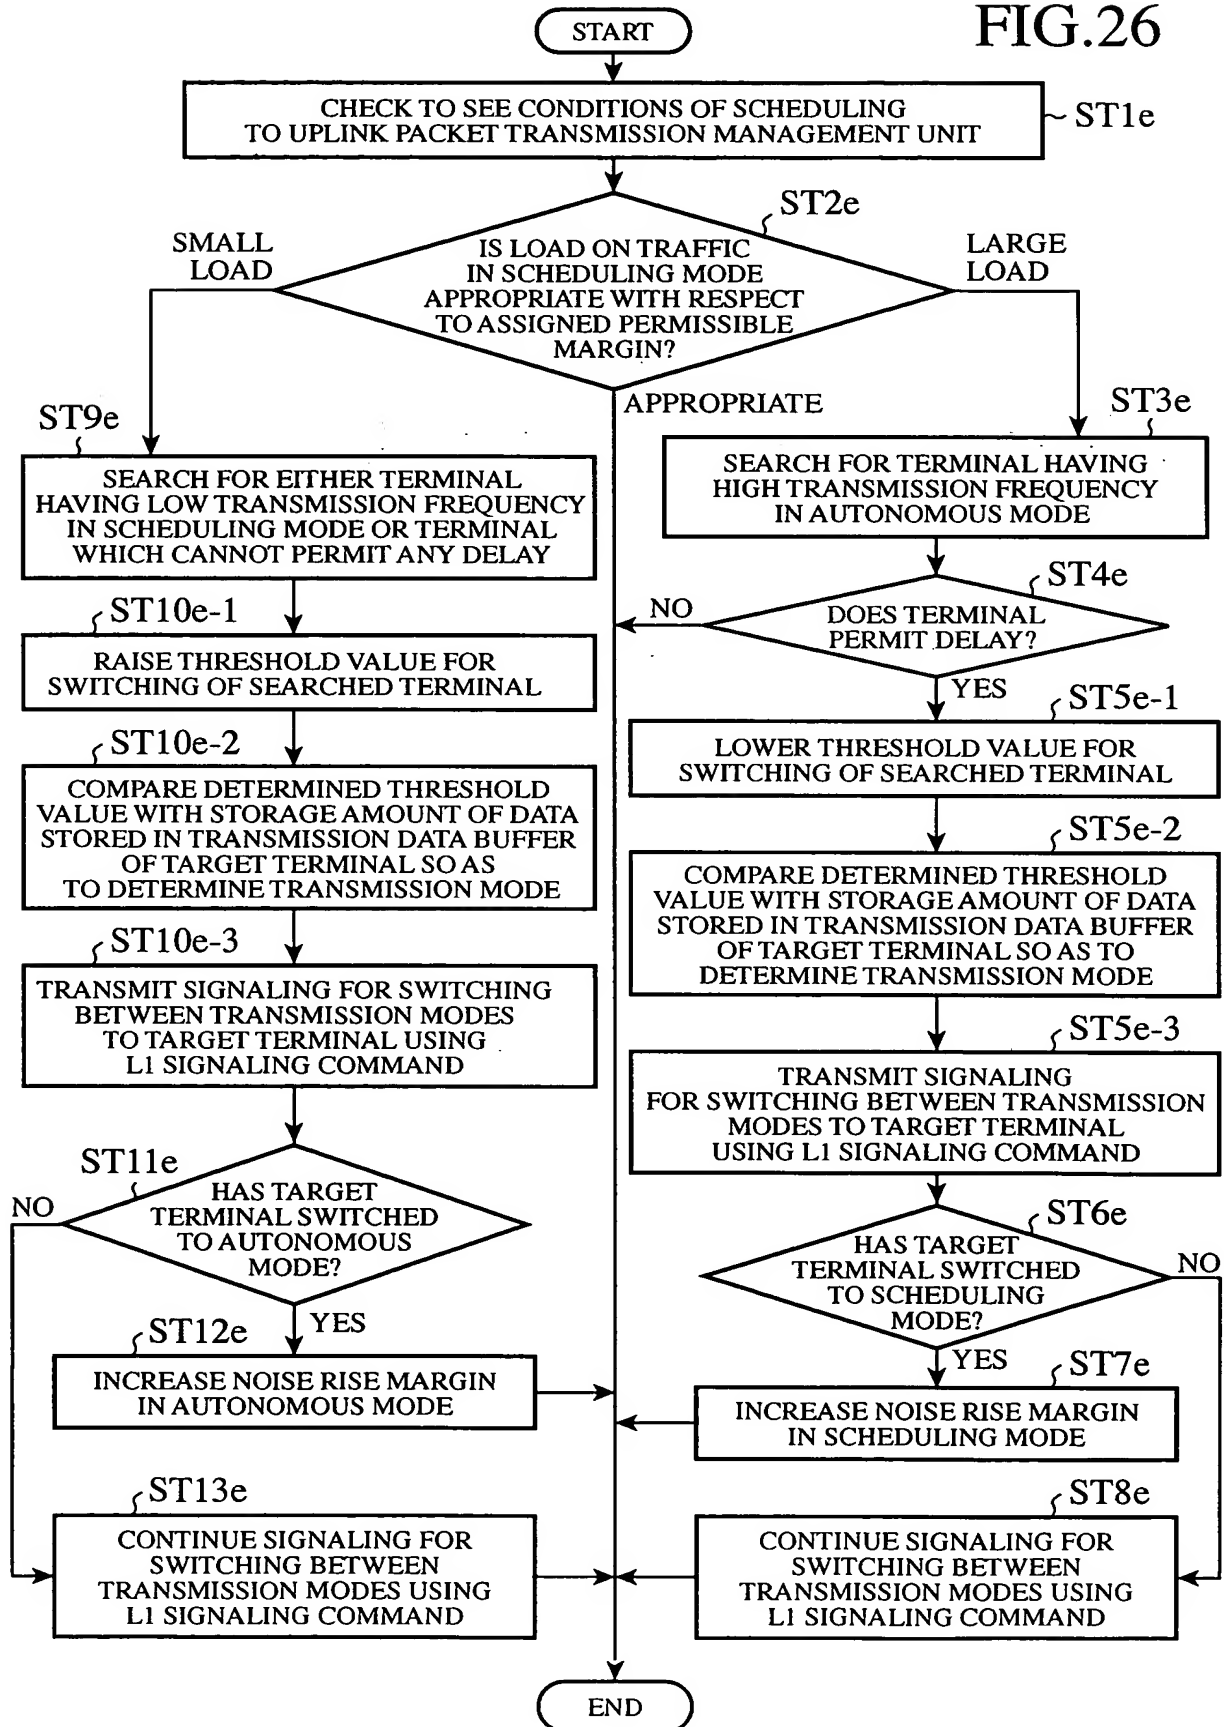 FIG.26
START
CHECK TO SEE CONDITIONS OF SCHEDULING
TO UPLINK PACKET TRANSMISSION MANAGEMENT UNIT
ST1e
ST2e
IS LOAD ON TRAFFIC
IN SCHEDULING MODE
APPROPRIATE WITH RESPECT
TO ASSIGNED PERMISSIBLE
MARGIN?
SMALL
LOAD
LARGE
LOAD
APPROPRIATE
ST9e
SEARCH FOR EITHER TERMINAL
HAVING LOW TRANSMISSION FREQUENCY
IN SCHEDULING MODE OR TERMINAL
WHICH CANNOT PERMIT ANY DELAY
ST10e-1
RAISE THRESHOLD VALUE FOR
SWITCHING OF SEARCHED TERMINAL
ST10e-2
COMPARE DETERMINED THRESHOLD
VALUE WITH STORAGE AMOUNT OF DATA
STORED IN TRANSMISSION DATA BUFFER
OF TARGET TERMINAL SO AS
TO DETERMINE TRANSMISSION MODE
ST10e-3
TRANSMIT SIGNALING FOR SWITCHING
BETWEEN TRANSMISSION MODES
TO TARGET TERMINAL USING
L1 SIGNALING COMMAND
ST11e
HAS TARGET
TERMINAL SWITCHED
TO AUTONOMOUS
MODE?
NO
YES
ST12e
INCREASE NOISE RISE MARGIN
IN AUTONOMOUS MODE
ST13e
CONTINUE SIGNALING FOR
SWITCHING BETWEEN
TRANSMISSION MODES USING
L1 SIGNALING COMMAND
ST3e
SEARCH FOR TERMINAL HAVING
HIGH TRANSMISSION FREQUENCY
IN AUTONOMOUS MODE
ST4e
DOES TERMINAL
PERMIT DELAY?
NO
YES
ST5e-1
LOWER THRESHOLD VALUE FOR
SWITCHING OF SEARCHED TERMINAL
ST5e-2
COMPARE DETERMINED THRESHOLD
VALUE WITH STORAGE AMOUNT OF DATA
STORED IN TRANSMISSION DATA BUFFER
OF TARGET TERMINAL SO AS TO
DETERMINE TRANSMISSION MODE
ST5e-3
TRANSMIT SIGNALING
FOR SWITCHING BETWEEN TRANSMISSION
MODES TO TARGET TERMINAL
USING L1 SIGNALING COMMAND
ST6e
HAS TARGET
TERMINAL SWITCHED
TO SCHEDULING
MODE?
NO
YES
ST7e
INCREASE NOISE RISE MARGIN
IN SCHEDULING MODE
ST8e
CONTINUE SIGNALING FOR
SWITCHING BETWEEN
TRANSMISSION MODES USING
L1 SIGNALING COMMAND
END